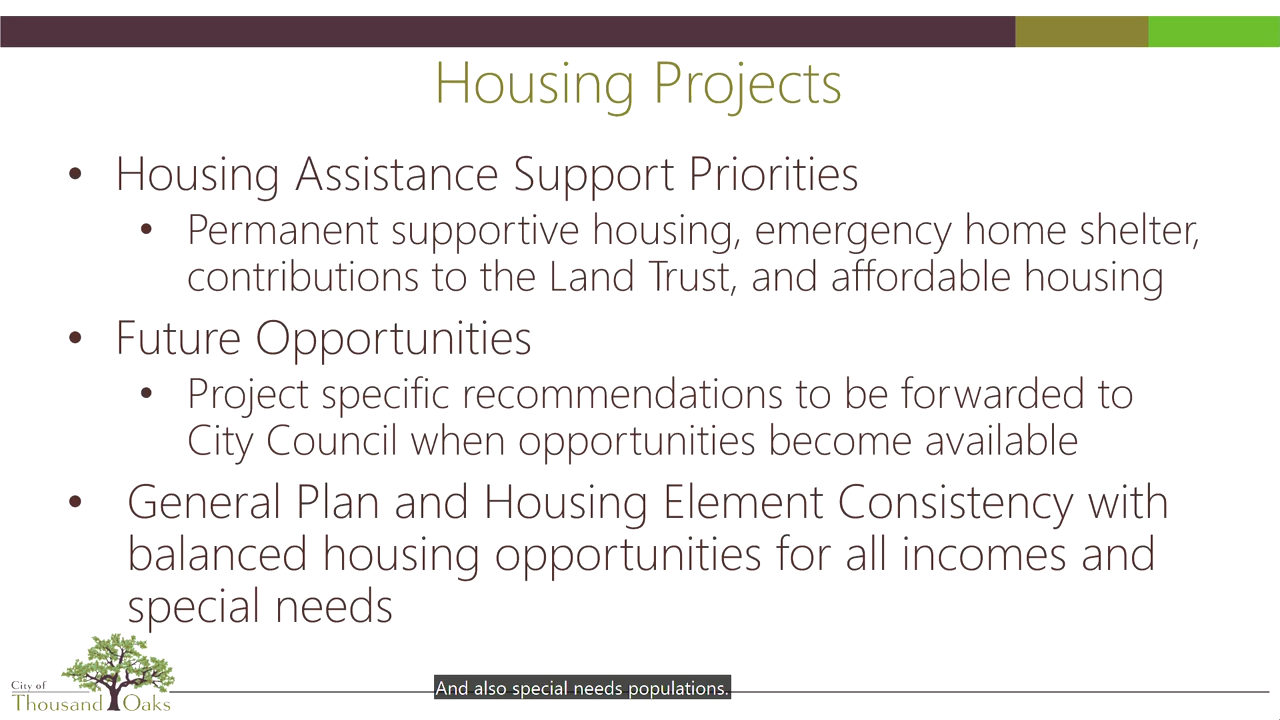 Housing Projects
• Housing Assistance Support Priorities
• Permanent supportive housing, emergency home shelter,
contributions to the Land Trust, and affordable housing
• Future Opportunities
• Project specific recommendations to be forwarded to
City Council when opportunities become available
• General Plan and Housing Element Consistency with
balanced housing opportunities for all incomes and
special needs
City of
Thousand Oaks
And also special needs populations.